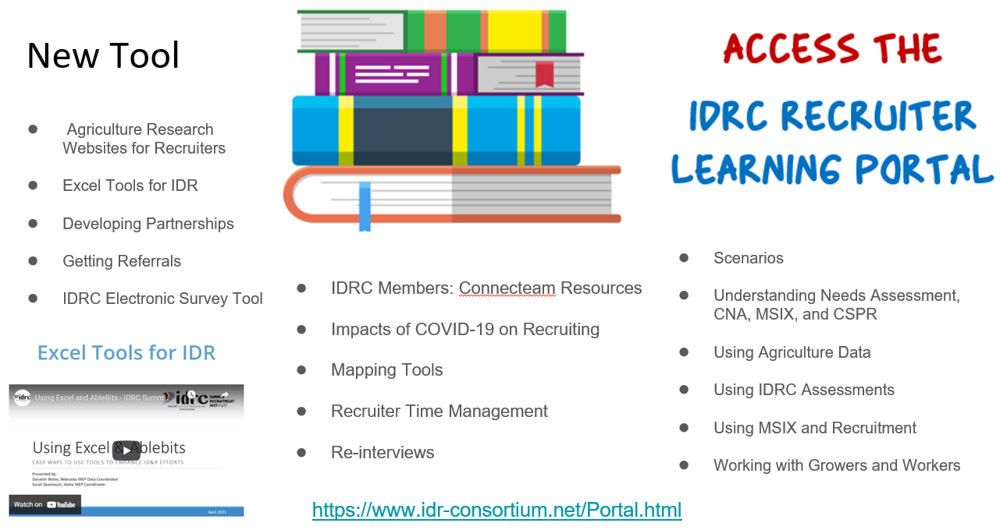 New Tool
Agriculture Research
Websites for Recruiters
Excel Tools for IDR
Developing Partnerships
Getting Referrals
IDRC Electronic Survey Tool
Excel Tools for IDR
idrc
Using Excel and AbleBits - IDRC Summ...
idrc
SUMMER
RECRUITMENT
INSTITUTE
Using Excel & Ablebits
EASY WAYS TO USE TOOLS TO ENHANCE ID&R EFFORTS
Presented by:
Danielle Waite, Nebraska MEP Data Coordinator
Sarah Seamount, Idaho MEP Coordinator
Watch on YouTube
April 2021
IDRC Members: Connecteam Resources
Impacts of COVID-19 on Recruiting
Mapping Tools
Recruiter Time Management
Re-interviews
https://www.idr-consortium.net/Portal.html
ACCESS THE
IDRC RECRUITER
LEARNING PORTAL
Scenarios
Understanding Needs Assessment,
CNA, MSIX, and CSPR
Using Agriculture Data
Using IDRC Assessments
Using MSIX and Recruitment
Working with Growers and Workers